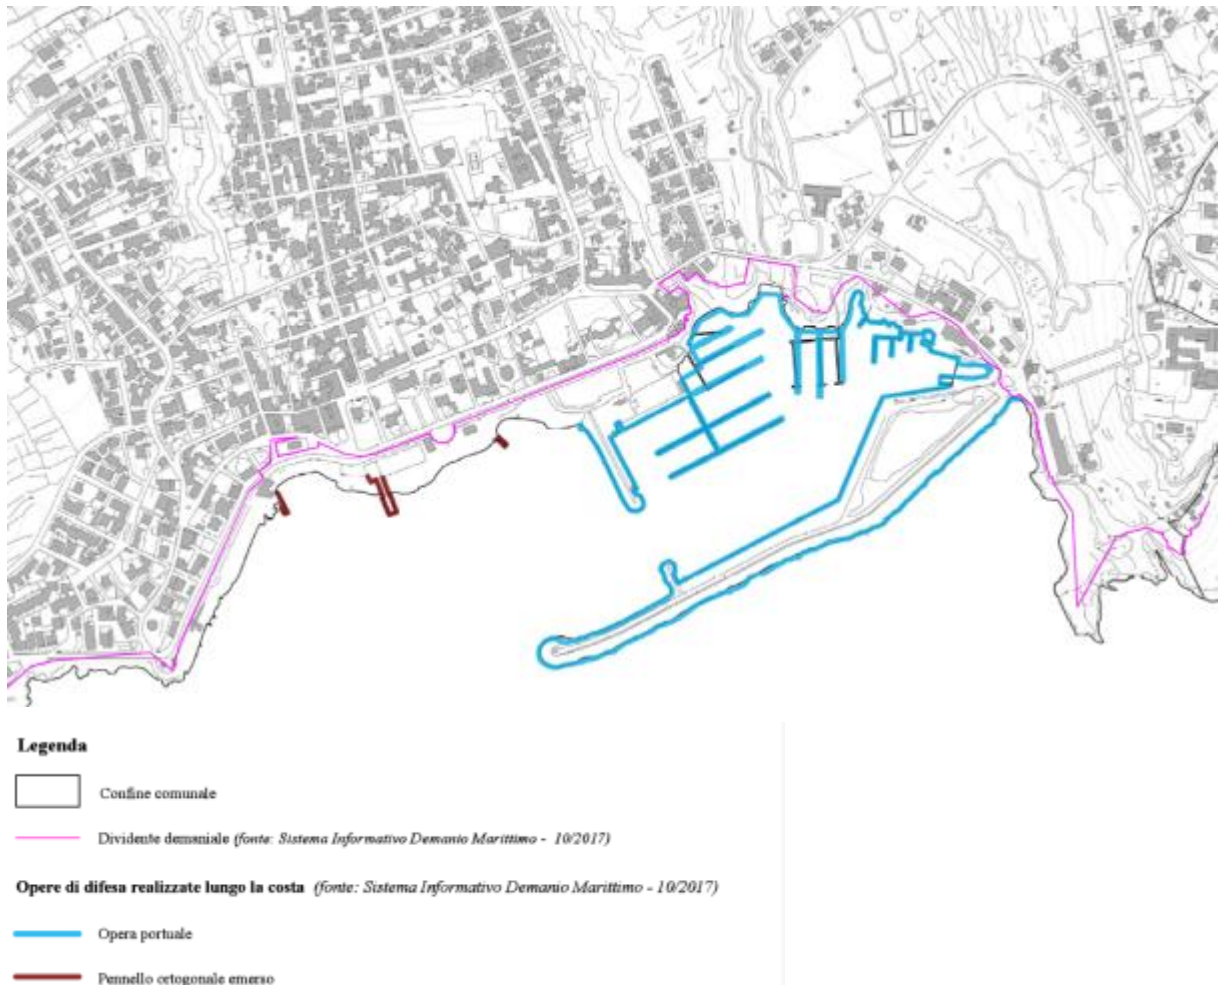 Legenda
Confine comunale
Dividente demaniale (fonte: Sistema Informativo Demanio Marittimo - 10/2017)
Opere di difesa realizzate lungo la costa (fonte: Sistema Informativo Demanio Marittimo - 10/2017)
Opera portuale
Pennello ortogonale emerso